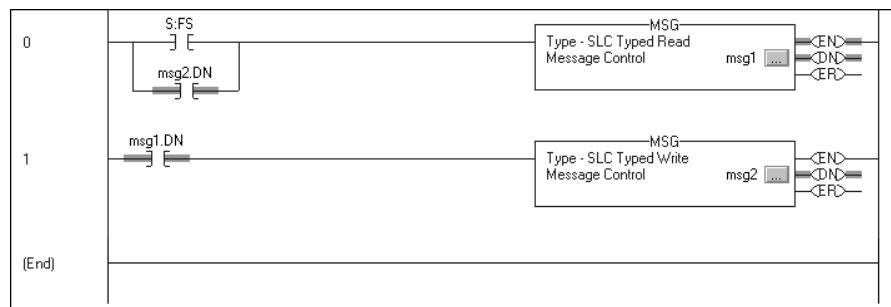 S:FS
MSG
0
Type - SLC Typed Read
EN
Message Control
msg1
...
DN
ER
msg2.DN
msg1.DN
MSG
1
Type - SLC Typed Write
EN
Message Control
msg2
...
DN
ER
(End)